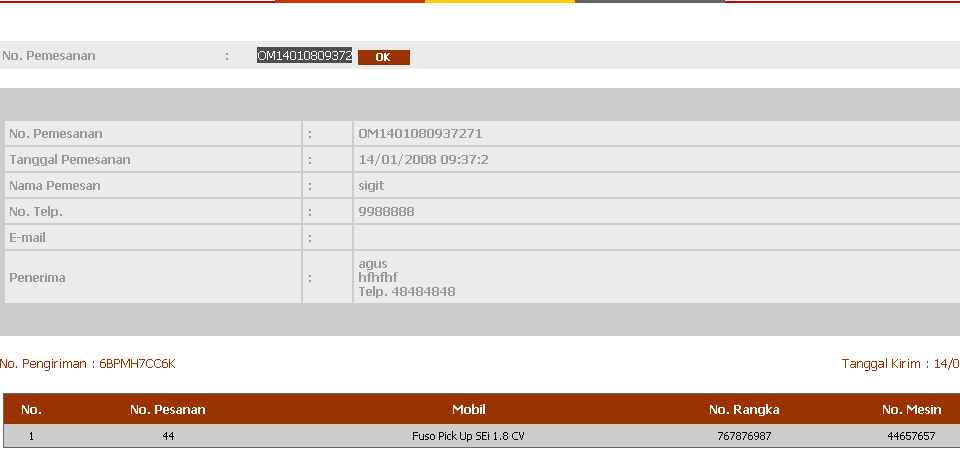 No. Pemesanan : OM14010809372 OK
No. Pemesanan : OM1401080937271
Tanggal Pemesanan : 14/01/2008 09:37:2
Nama Pemesan : sigit
No. Telp. : 9988888
E-mail :
Penerima : agus
hfhfhf
Telp. 48484848
No. Pengiriman : 6BPMH7CC6K Tanggal Kirim : 14/0
No. No. Pesanan Mobil No. Rangka No. Mesin
1 44 Fuso Pick Up SEi 1.8 CV 767876987 44657657